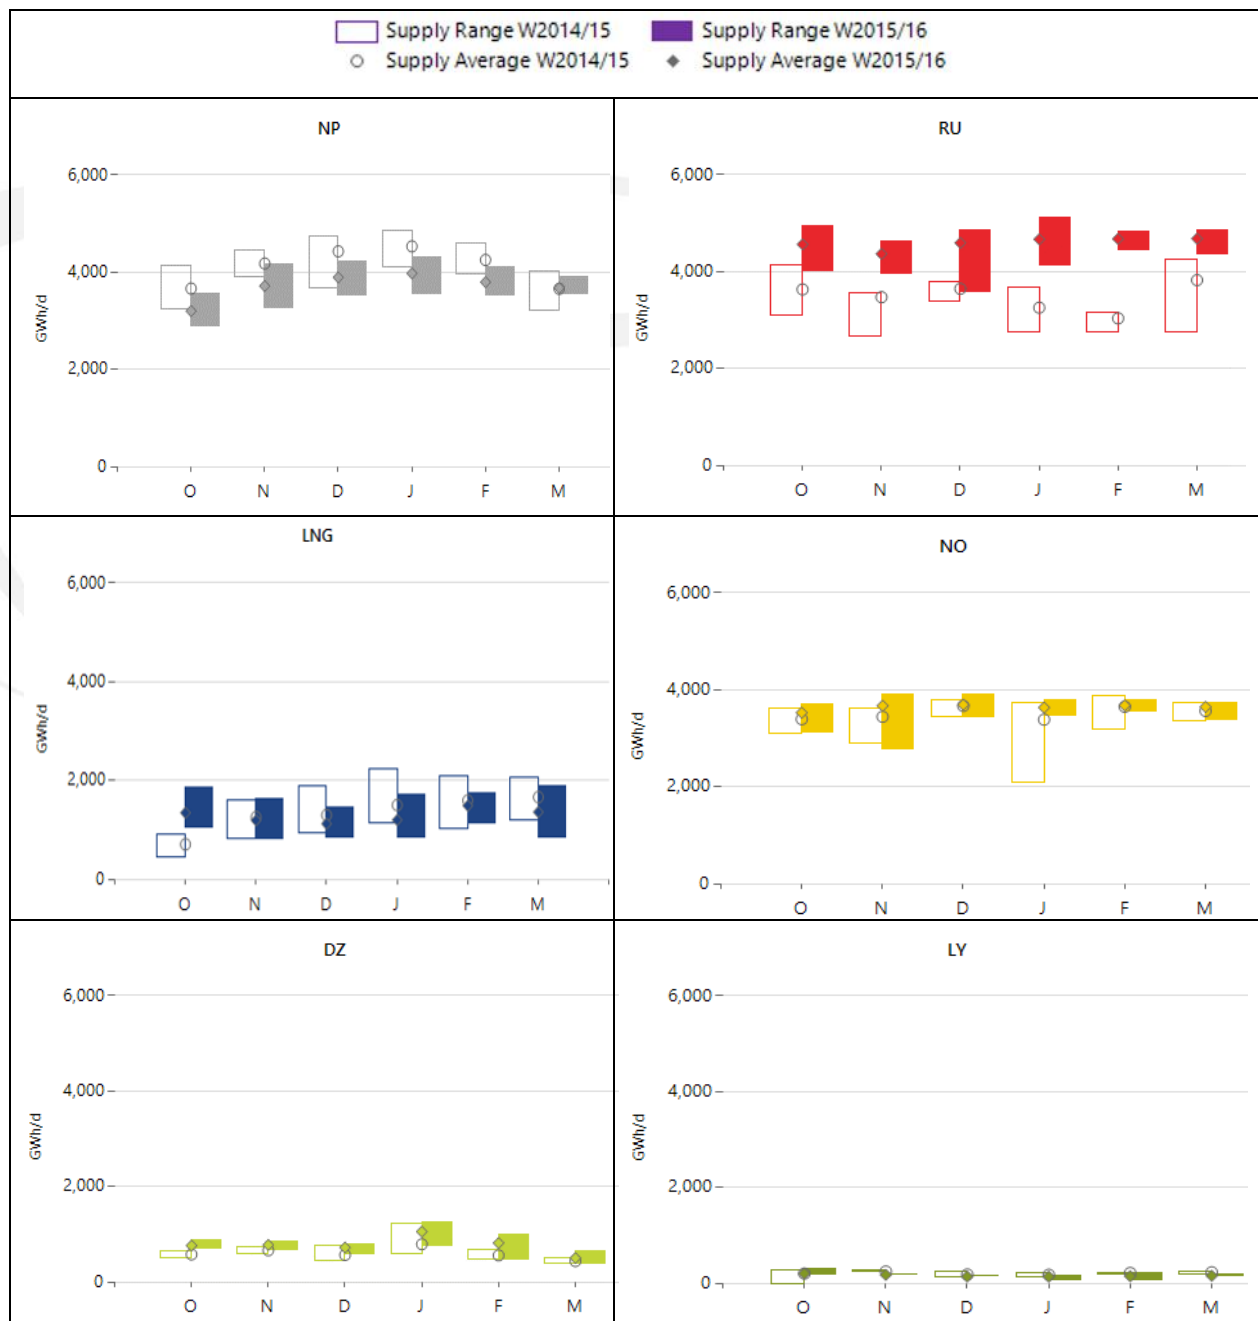 Supply Range W2014/15 Supply Range W2015/16
Supply Average W2014/15 Supply Average W2015/16
NP
6,000
4,000
2,000
0
GWh/d
O N D J F M
RU
6,000
4,000
2,000
0
GWh/d
O N D J F M
LNG
6,000
4,000
2,000
0
GWh/d
O N D J F M
NO
6,000
4,000
2,000
0
GWh/d
O N D J F M
DZ
6,000
4,000
2,000
0
GWh/d
O N D J F M
LY
6,000
4,000
2,000
0
GWh/d
O N D J F M